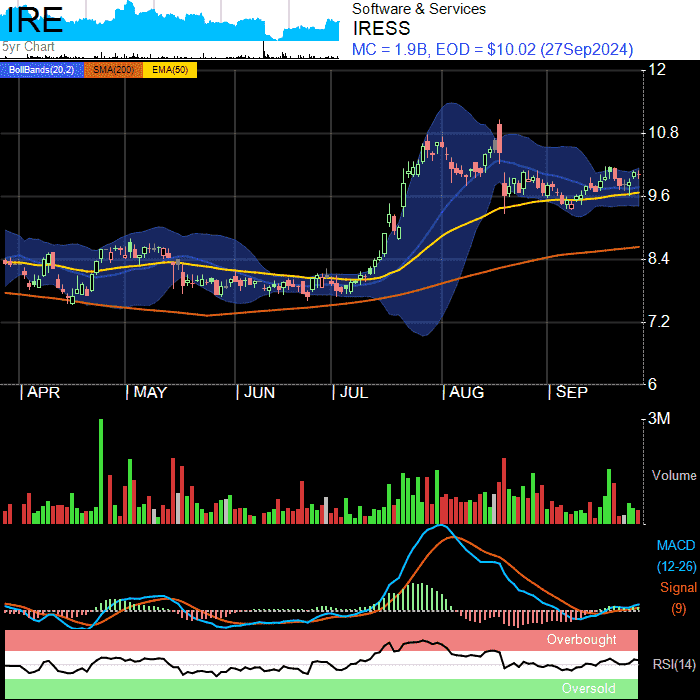 IRE
5yr Chart
Software & Services
IRESS
MC = 1.9B, EOD = $10.02 (27Sep2024)
BollBands(20,2) SMA(200) EMA(50)
12
10.8
9.6
8.4
7.2
6
APR MAY JUN JUL AUG SEP
3M
Volume
MACD
(12-26)
Signal
(9)
Overbought
RSI(14)
Oversold